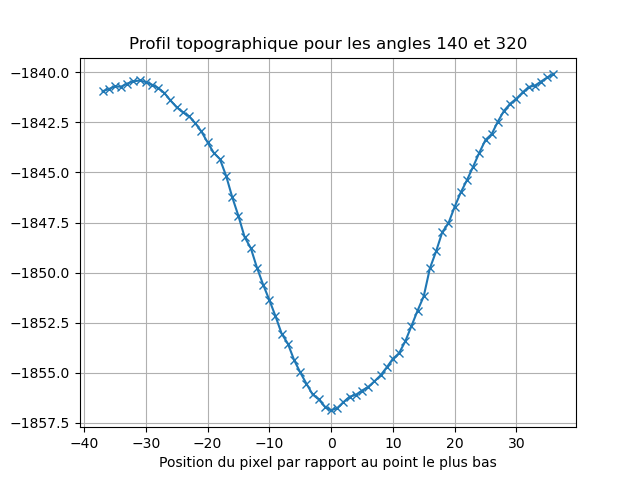 Profil topographique pour les angles 140 et 320
−1840.0
−1842.5
−1845.0
−1847.5
−1850.0
−1852.5
−1855.0
−1857.5
−40 −30 −20 −10 0 10 20 30
Position du pixel par rapport au point le plus bas